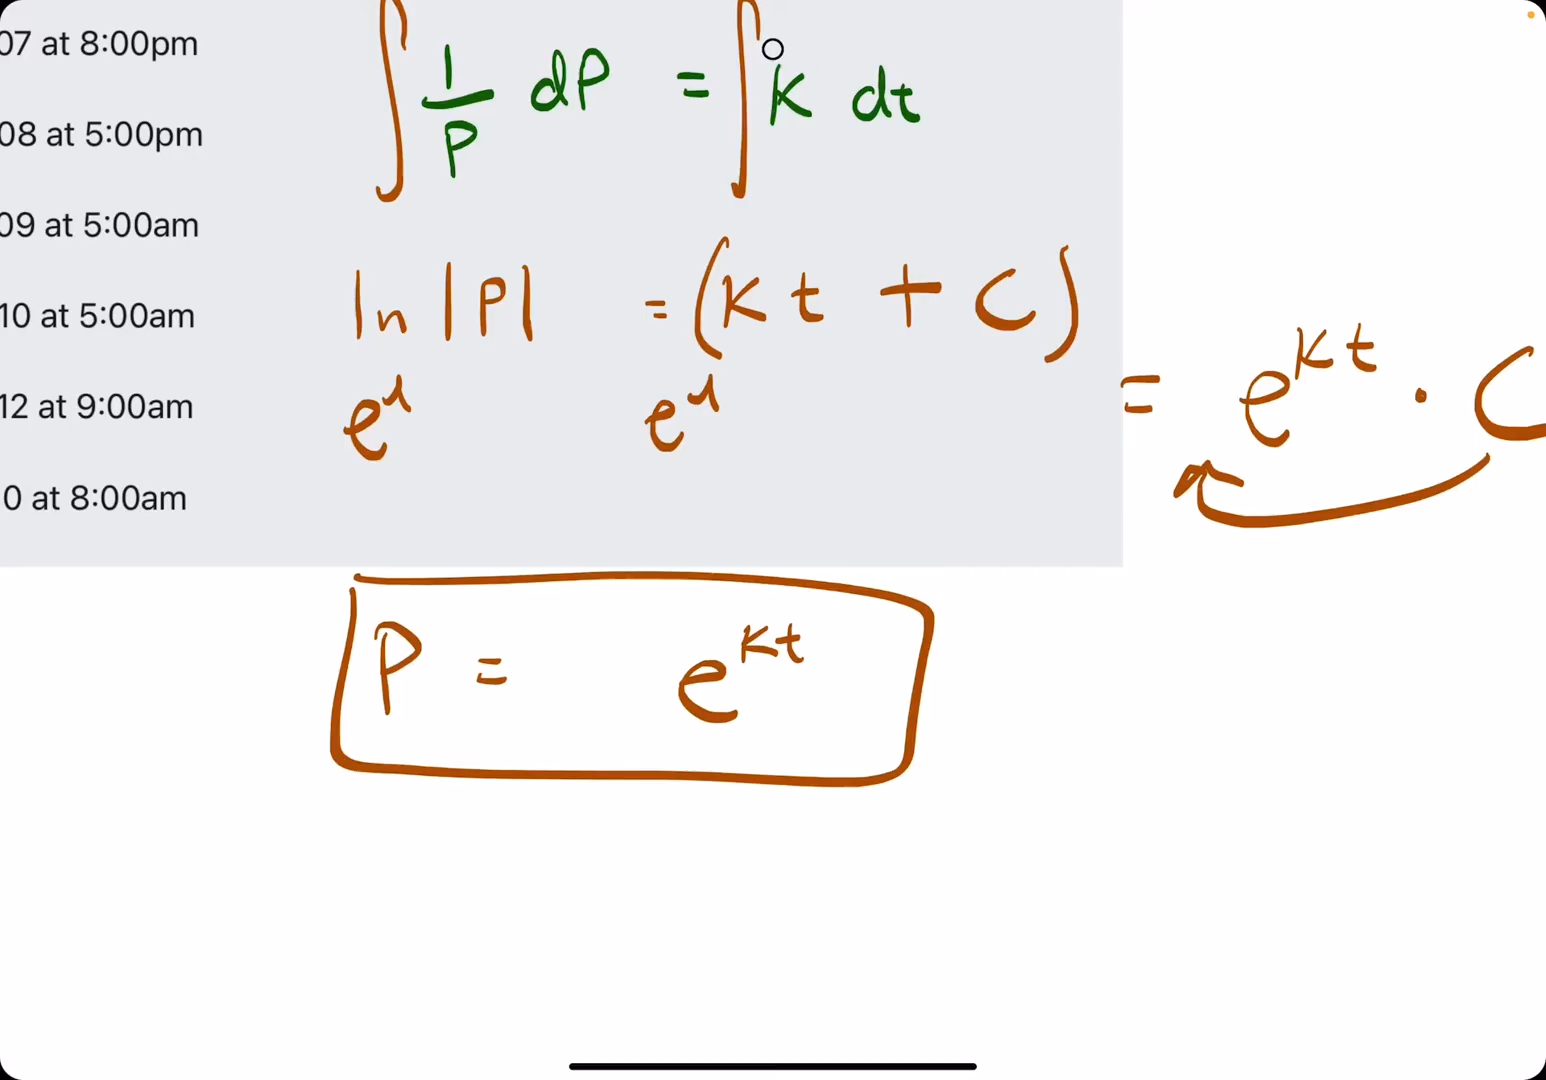 07 at 8:00pm
08 at 5:00pm
09 at 5:00am
10 at 5:00am
12 at 9:00am
0 at 8:00am
∫ 1/P dP = ∫ K dt
ln |P| = (Kt + C)
e e
= e^{Kt} · C
P = e^{Kt}